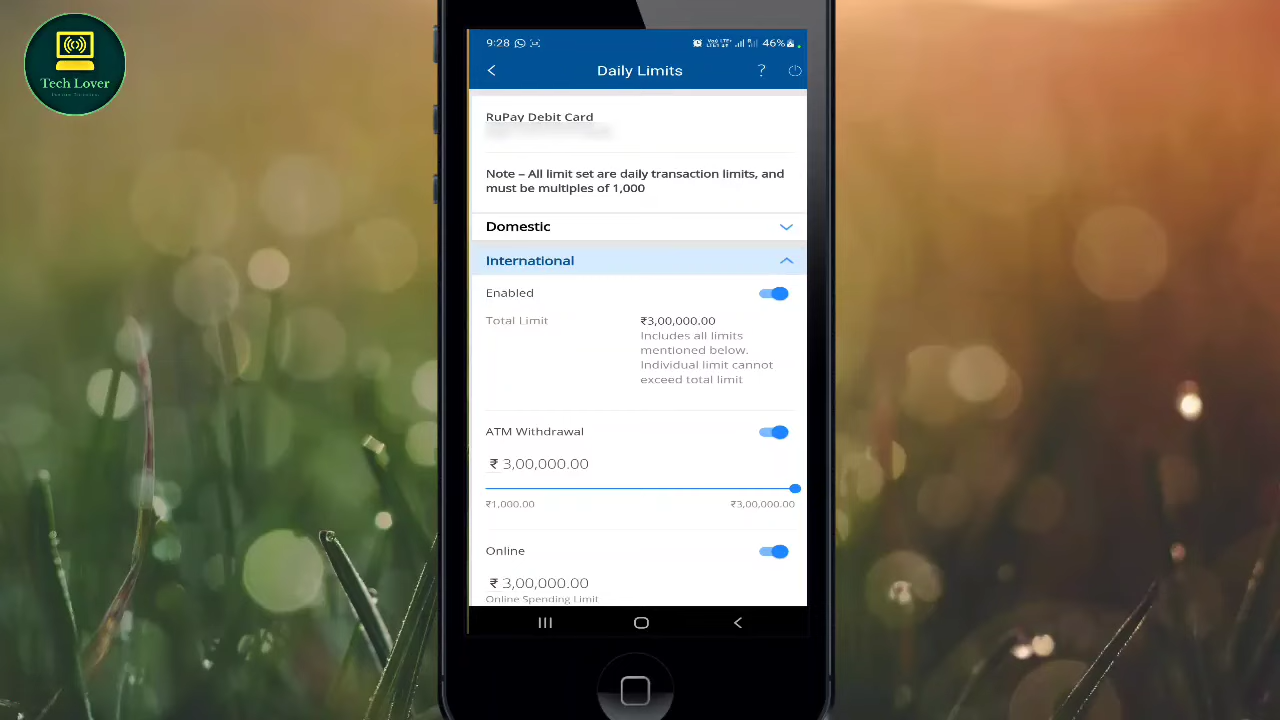 Tech Lover
9:28
46%
Daily Limits
?
RuPay Debit Card
Note – All limit set are daily transaction limits, and
must be multiples of 1,000
Domestic
International
Enabled
Total Limit
₹3,00,000.00
Includes all limits
mentioned below.
Individual limit cannot
exceed total limit
ATM Withdrawal
₹ 3,00,000.00
₹1,000.00
₹3,00,000.00
Online
₹ 3,00,000.00
Online Spending Limit